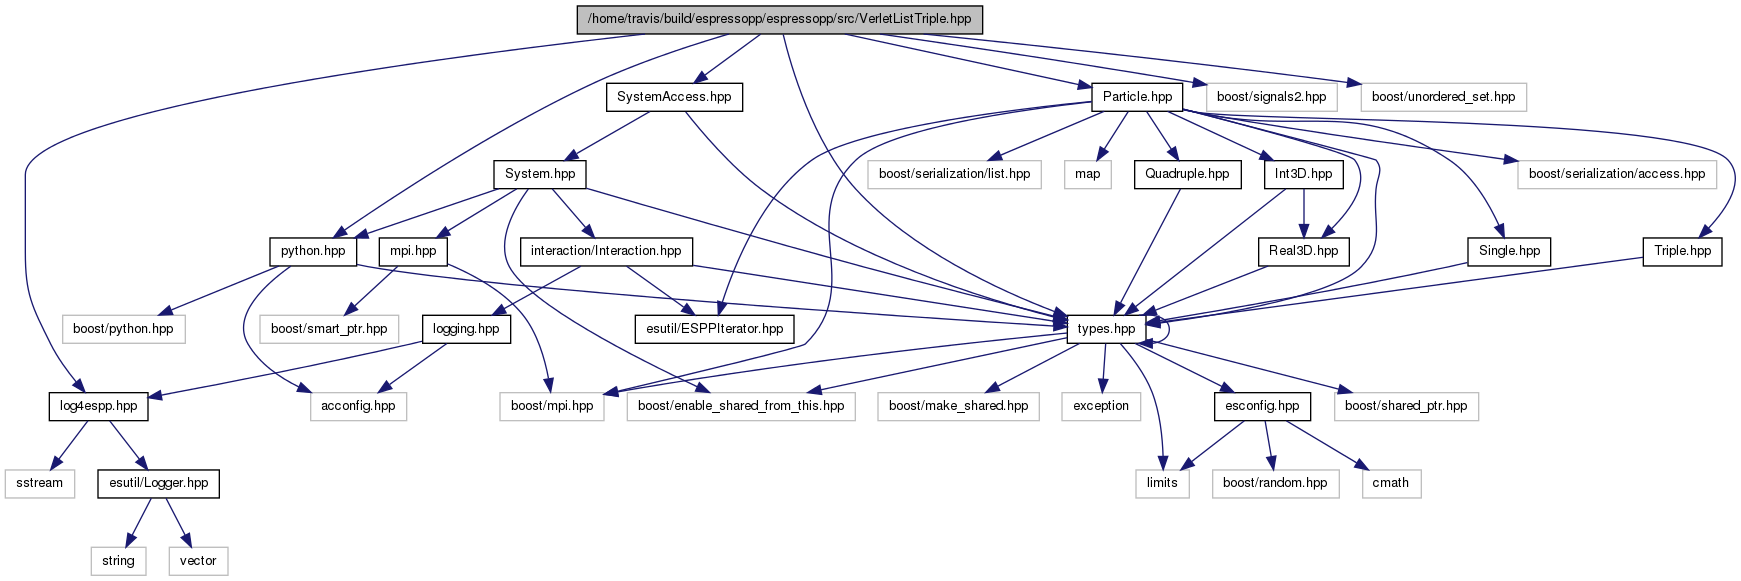 /home/travis/build/espressopp/espressopp/src/VerletListTriple.hpp
SystemAccess.hpp
Particle.hpp
boost/signals2.hpp
boost/unordered_set.hpp
System.hpp
boost/serialization/list.hpp
map
Quadruple.hpp
Int3D.hpp
boost/serialization/access.hpp
python.hpp
mpi.hpp
interaction/Interaction.hpp
Real3D.hpp
Single.hpp
Triple.hpp
boost/python.hpp
boost/smart_ptr.hpp
logging.hpp
esutil/ESPPIterator.hpp
types.hpp
log4espp.hpp
acconfig.hpp
boost/mpi.hpp
boost/enable_shared_from_this.hpp
boost/make_shared.hpp
exception
esconfig.hpp
boost/shared_ptr.hpp
sstream
esutil/Logger.hpp
limits
boost/random.hpp
cmath
string
vector